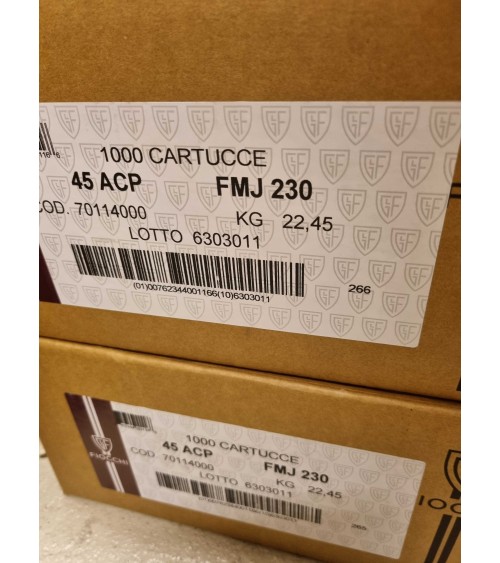 1000 CARTUCCE
45 ACP FMJ 230
COD. 70114000 KG 22,45
LOTTO 6303011
(01)00762344001166(10)6303011
266
1000 CARTUCCE
45 ACP FMJ 230
COD. 70114000 KG 22,45
LOTTO 6303011
265
FIOCCHI